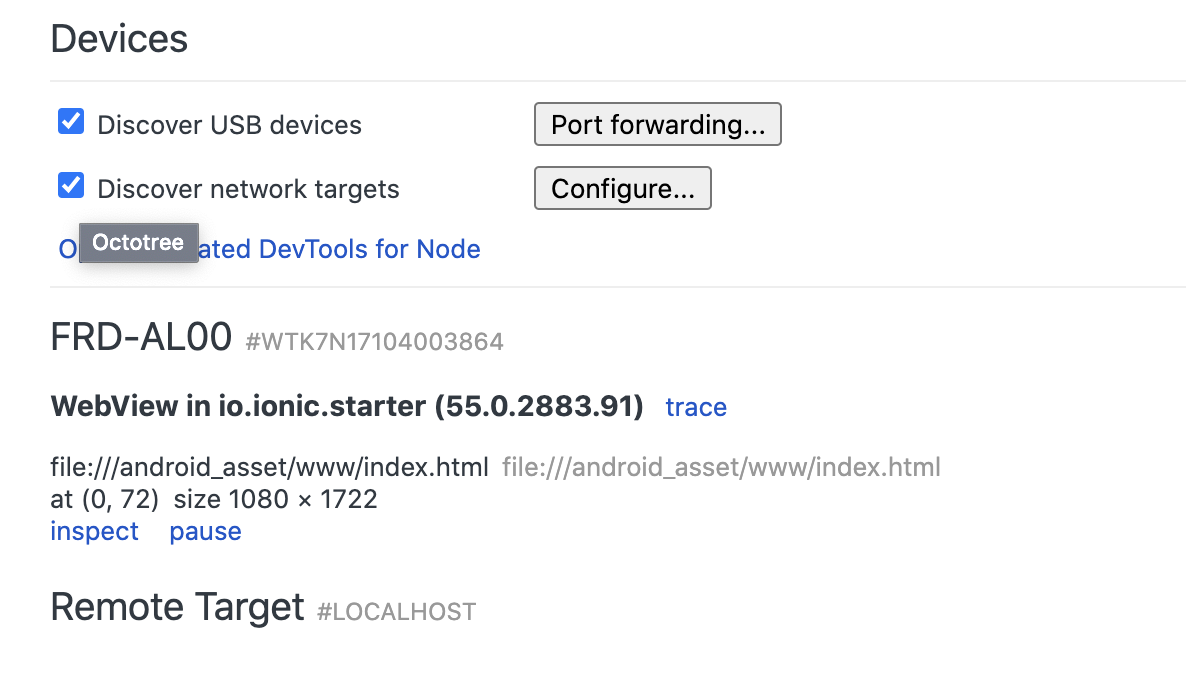 Devices
Discover USB devices Port forwarding...
Discover network targets Configure...
O Octotree ated DevTools for Node
FRD-AL00 #WTK7N17104003864
WebView in io.ionic.starter (55.0.2883.91) trace
file:///android_asset/www/index.html file:///android_asset/www/index.html
at (0, 72) size 1080 × 1722
inspect pause
Remote Target #LOCALHOST